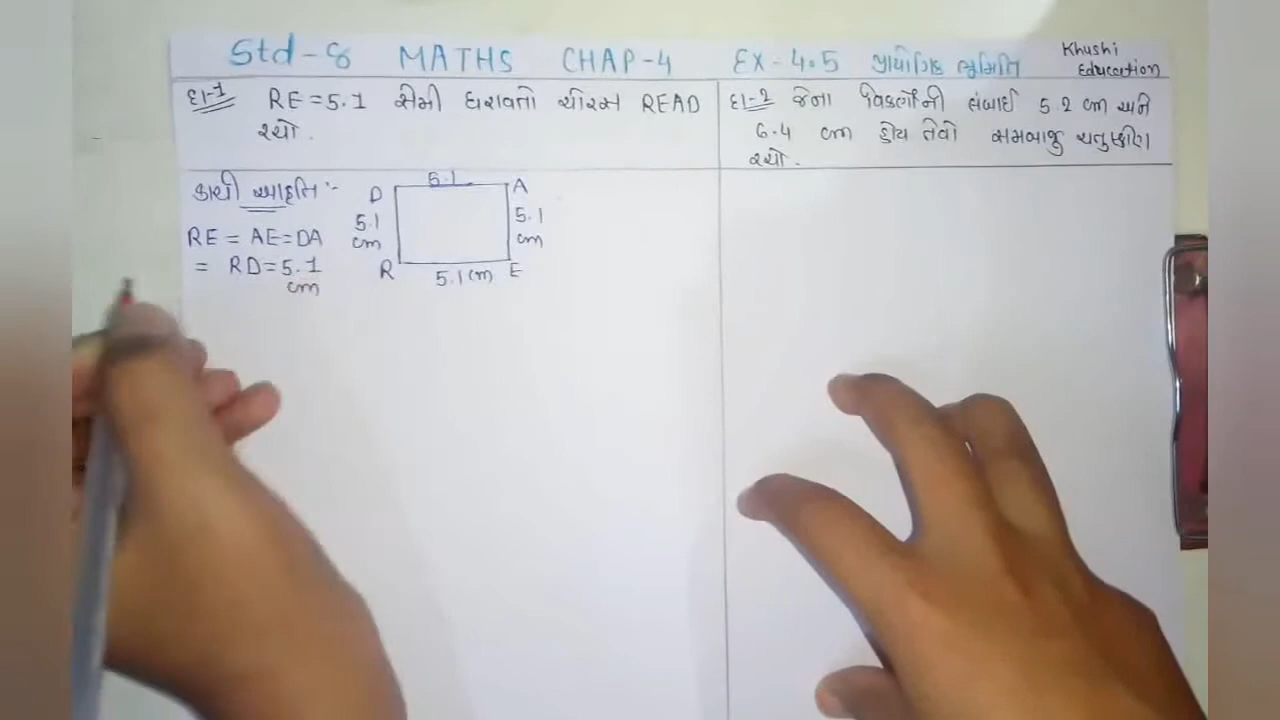 Std - 8 MATHS CHAP-4 EX - 4.5 પ્રાયોગિક ભૂમિતિ
Khushi
Education
દા-1 RE = 5.1 સેમી ધરાવતો ચોરસ READ
રચો.
દા-2 જેના વિકર્ણોની લંબાઈ 5.2 cm અને
6.4 cm હોય તેવો સમબાજુ ચતુષ્કોણ
રચો.
કાચી આકૃતિ :-
RE = AE = DA
= RD = 5.1
cm
D 5.1 A
5.1
cm
5.1
cm
R 5.1 cm E